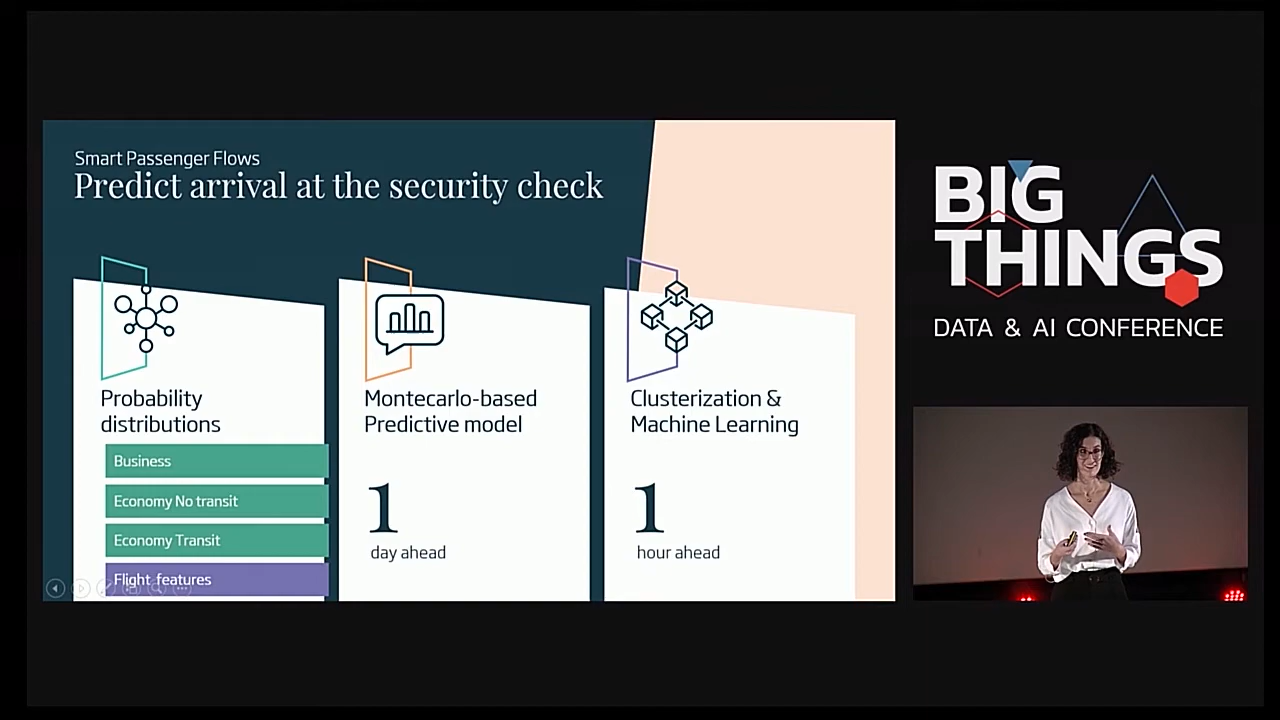 Smart Passenger Flows
Predict arrival at the security check
Probability
distributions
Business
Economy No transit
Economy Transit
Flight features
Montecarlo-based
Predictive model
1
day ahead
Clusterization &
Machine Learning
1
hour ahead
BIG
THINGS
DATA & AI CONFERENCE